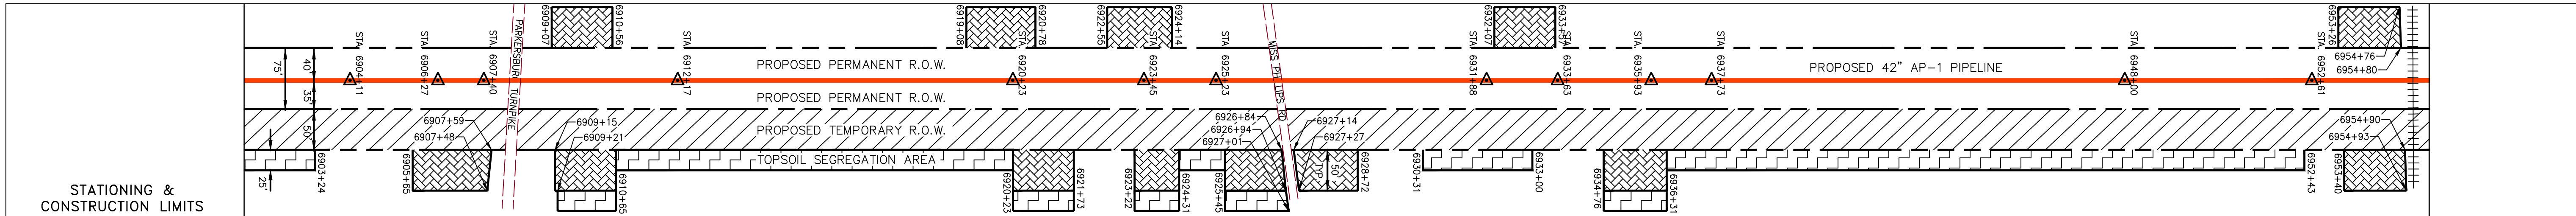 STATIONING &
CONSTRUCTION LIMITS
75'
40'
35'
50'
25'
6903+24
STA. 6904+11
STA. 6906+27
STA. 6907+40
PARKERSBURG TURNPIKE
6909+07
6910+56
STA. 6912+17
PROPOSED PERMANENT R.O.W.
PROPOSED PERMANENT R.O.W.
PROPOSED TEMPORARY R.O.W.
TOPSOIL SEGREGATION AREA
6907+59
6907+48
6905+65
6909+15
6909+21
6910+65
6919+08
6920+78
STA. 6920+23
6920+23
6921+73
6922+55
6924+14
STA. 6923+45
6923+22
6924+31
STA. 6925+23
6925+45
MISS PHILLIPS RD
6926+84
6926+94
6927+01
6927+14
6927+27
50' TYP.
6928+72
6930+31
STA. 6931+88
6932+07
6933+57
STA. 6933+63
6933+00
STA. 6935+93
6934+76
6936+31
STA. 6937+73
PROPOSED 42" AP-1 PIPELINE
STA. 6948+00
STA. 6952+61
6952+43
6953+26
6954+76
6954+80
6954+90
6954+93
6953+40